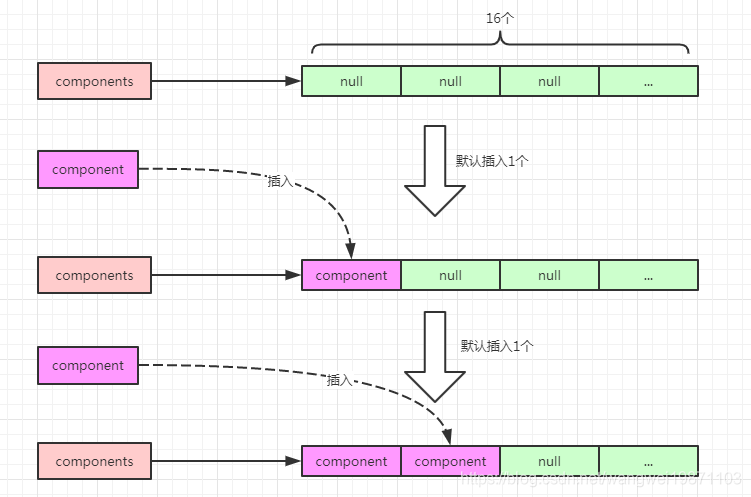 16个
components null null null ...
默认插入1个
component
插入
components component null null ...
默认插入1个
component
插入
components component component null ...
https://blog.csdn.net/wangwei19871103